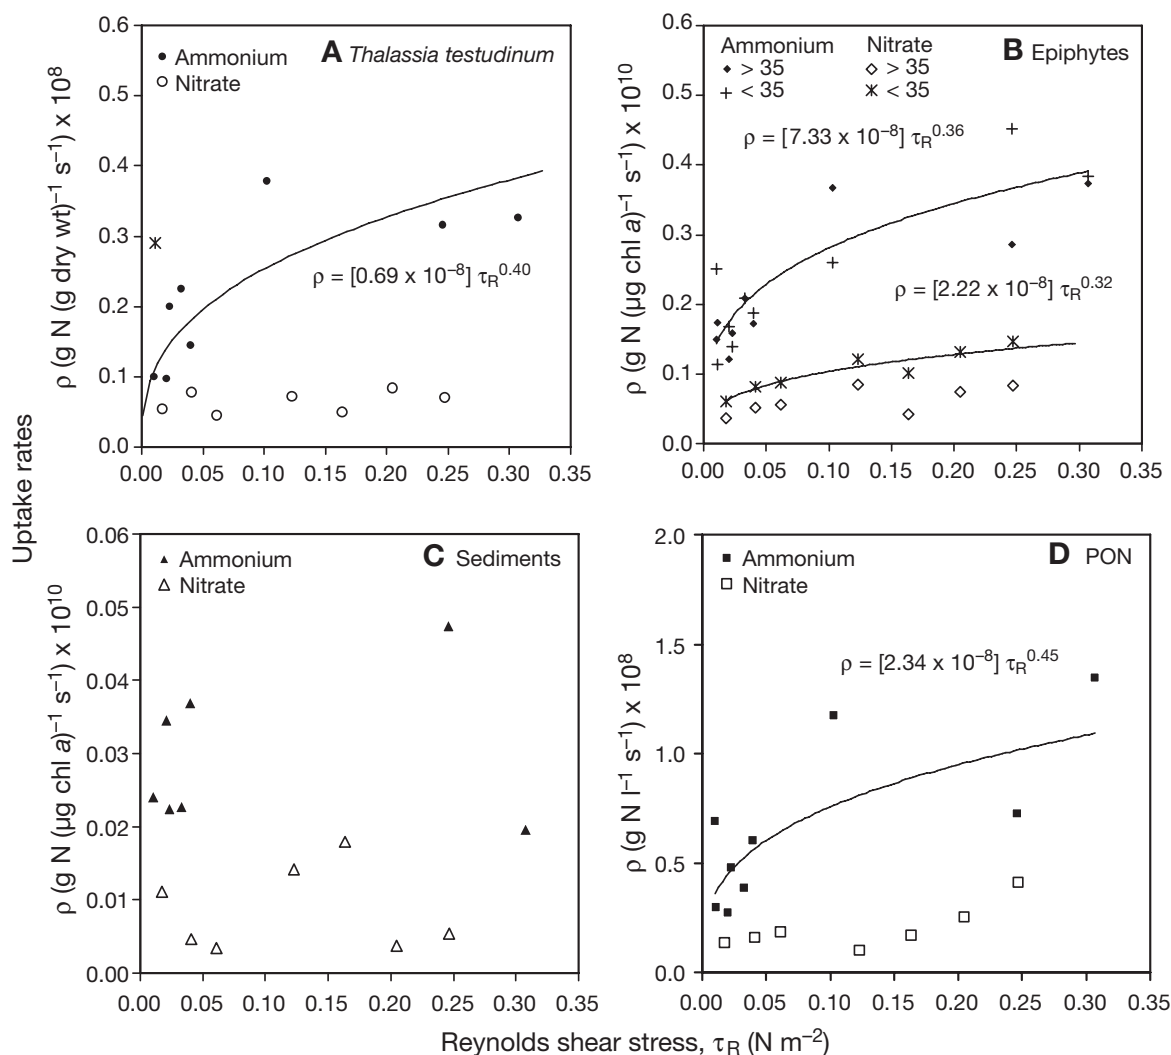 Uptake rates
ρ (g N (g dry wt)⁻¹ s⁻¹) x 10⁸
0.6
0.5
0.4
0.3
0.2
0.1
0.0
A Thalassia testudinum
Ammonium
Nitrate
ρ = [0.69 x 10⁻⁸] τR^0.40
0.00 0.05 0.10 0.15 0.20 0.25 0.30 0.35
ρ (g N (µg chl a)⁻¹ s⁻¹) x 10¹⁰
0.6
0.5
0.4
0.3
0.2
0.1
0.0
Ammonium Nitrate B Epiphytes
> 35 > 35
< 35 < 35
ρ = [7.33 x 10⁻⁸] τR^0.36
ρ = [2.22 x 10⁻⁸] τR^0.32
0.00 0.05 0.10 0.15 0.20 0.25 0.30 0.35
ρ (g N (µg chl a)⁻¹ s⁻¹) x 10¹⁰
0.06
0.05
0.04
0.03
0.02
0.01
0.00
Ammonium C Sediments
Nitrate
0.00 0.05 0.10 0.15 0.20 0.25 0.30 0.35
ρ (g N l⁻¹ s⁻¹) x 10⁸
2.0
1.5
1.0
0.5
0.0
Ammonium D PON
Nitrate
ρ = [2.34 x 10⁻⁸] τR^0.45
0.00 0.05 0.10 0.15 0.20 0.25 0.30 0.35
Reynolds shear stress, τR (N m⁻²)